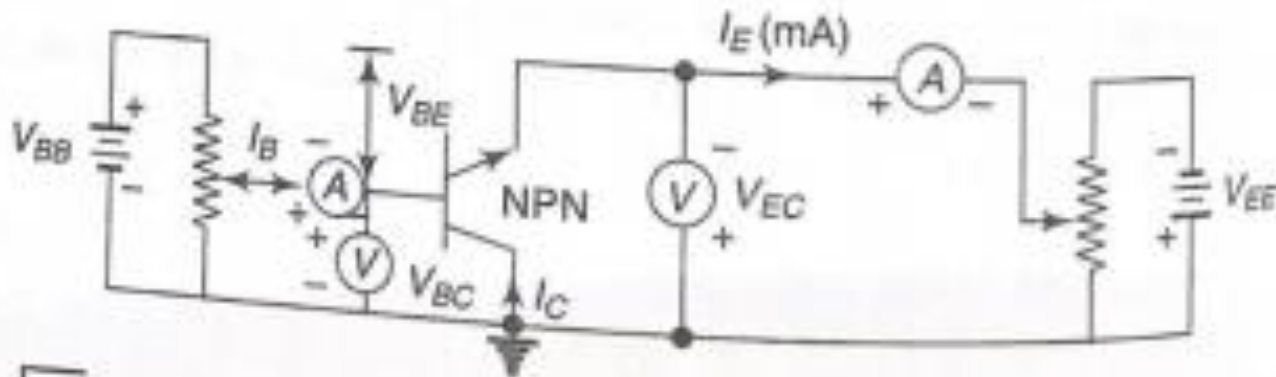 I_E (mA)
A
+ −
V_BB
+
−
I_B
−
A
+
V_BE
NPN
+
V
−
V_BC
I_C
−
V
+
V_EC
−
+
V_EE